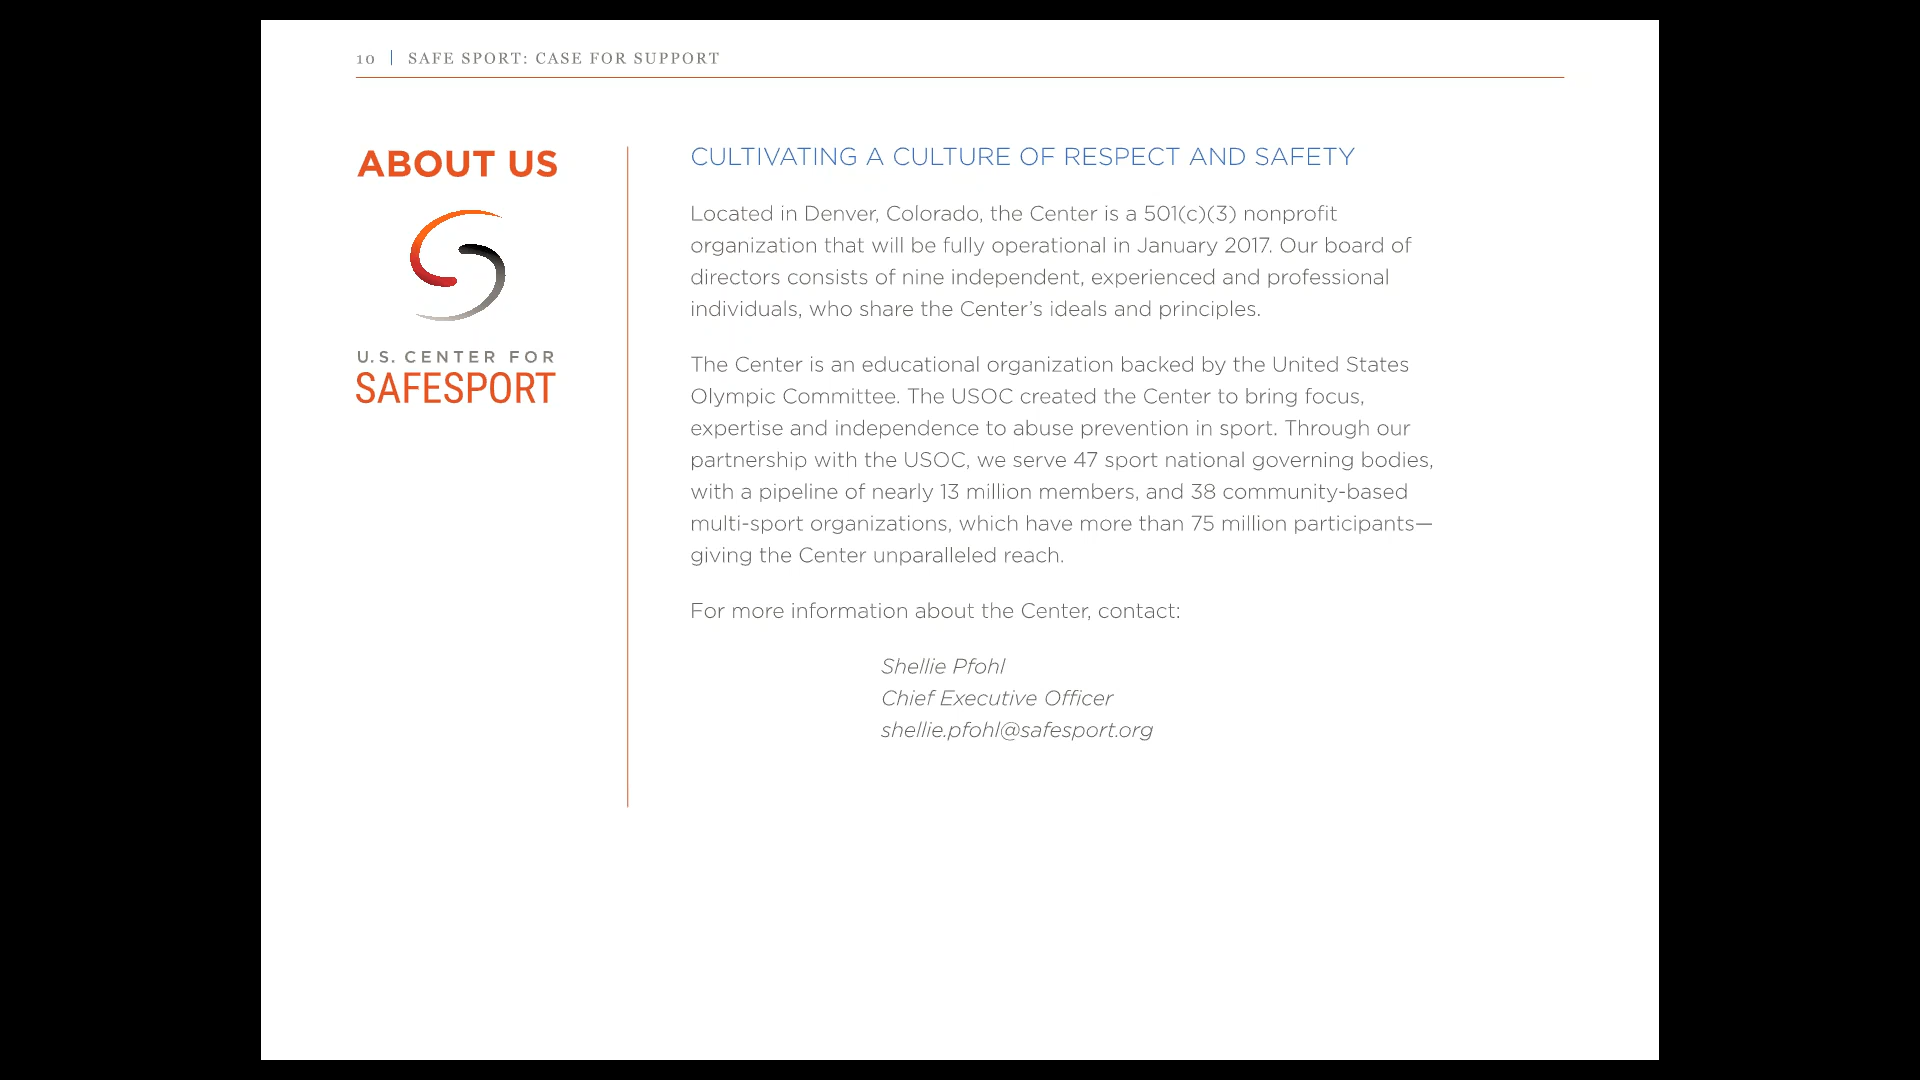 10 | SAFE SPORT: CASE FOR SUPPORT
ABOUT US
U.S. CENTER FOR
SAFESPORT
CULTIVATING A CULTURE OF RESPECT AND SAFETY
Located in Denver, Colorado, the Center is a 501(c)(3) nonprofit
organization that will be fully operational in January 2017. Our board of
directors consists of nine independent, experienced and professional
individuals, who share the Center’s ideals and principles.
The Center is an educational organization backed by the United States
Olympic Committee. The USOC created the Center to bring focus,
expertise and independence to abuse prevention in sport. Through our
partnership with the USOC, we serve 47 sport national governing bodies,
with a pipeline of nearly 13 million members, and 38 community-based
multi-sport organizations, which have more than 75 million participants—
giving the Center unparalleled reach.
For more information about the Center, contact:
Shellie Pfohl
Chief Executive Officer
shellie.pfohl@safesport.org